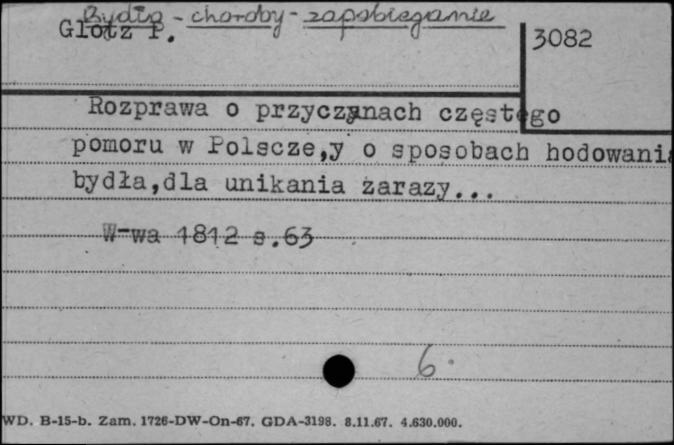 Bydło - choroby - zapobieganie
Glotz P.
3082
Rozprawa o przyczynach częstego
pomoru w Polscze,y o sposobach hodowania
bydła,dla unikania zarazy...
W-wa 1812 s.63
6.
WD. B-15-b. Zam. 1726-DW-On-67. GDA-3198. 8.11.67. 4.630.000.